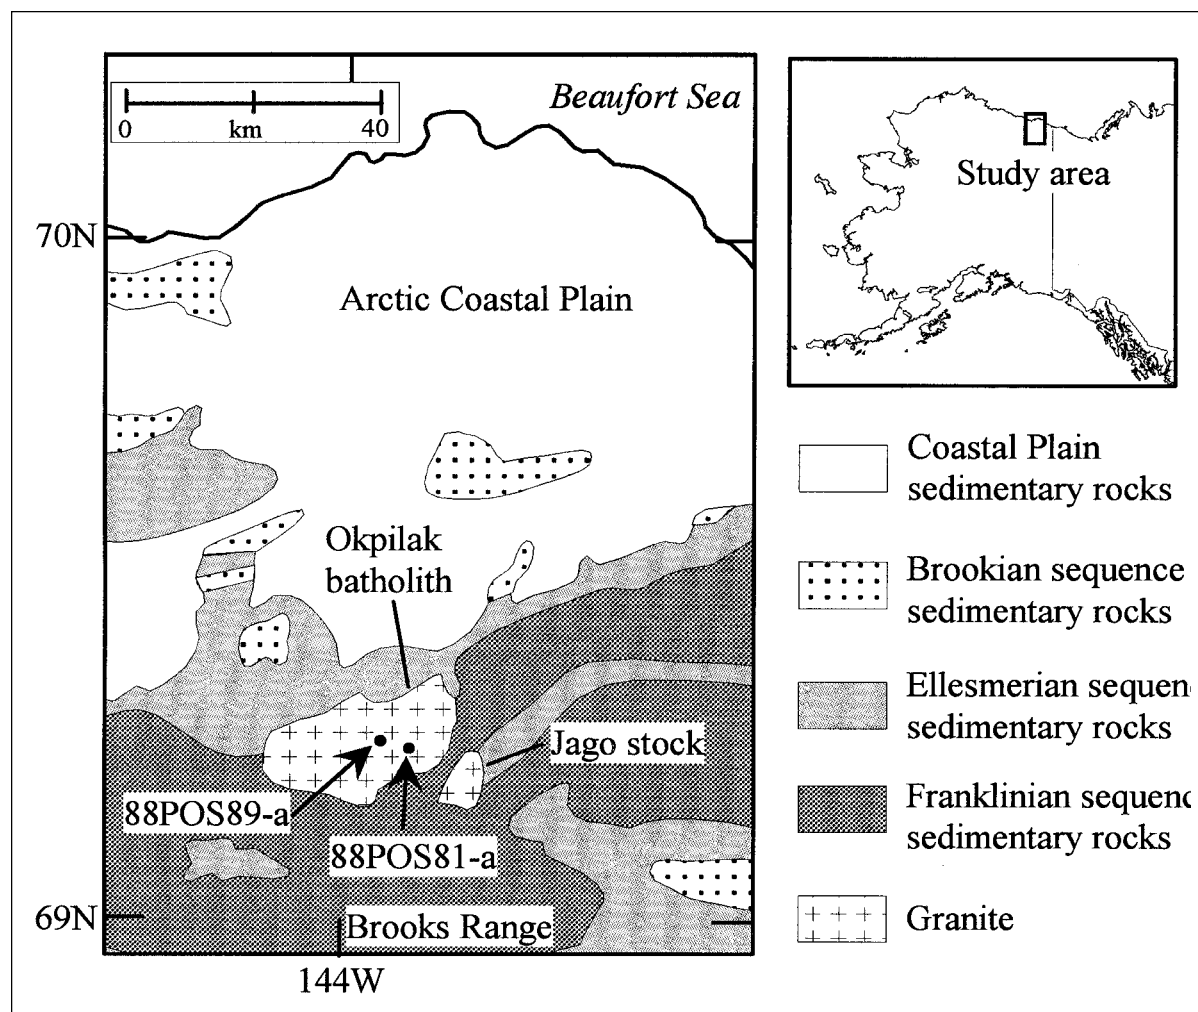 Beaufort Sea
0 km 40
70N
Arctic Coastal Plain
Okpilak
batholith
Jago stock
88POS89-a
88POS81-a
69N
Brooks Range
144W
Study area
Coastal Plain
sedimentary rocks
Brookian sequence
sedimentary rocks
Ellesmerian sequen
sedimentary rocks
Franklinian sequenc
sedimentary rocks
Granite